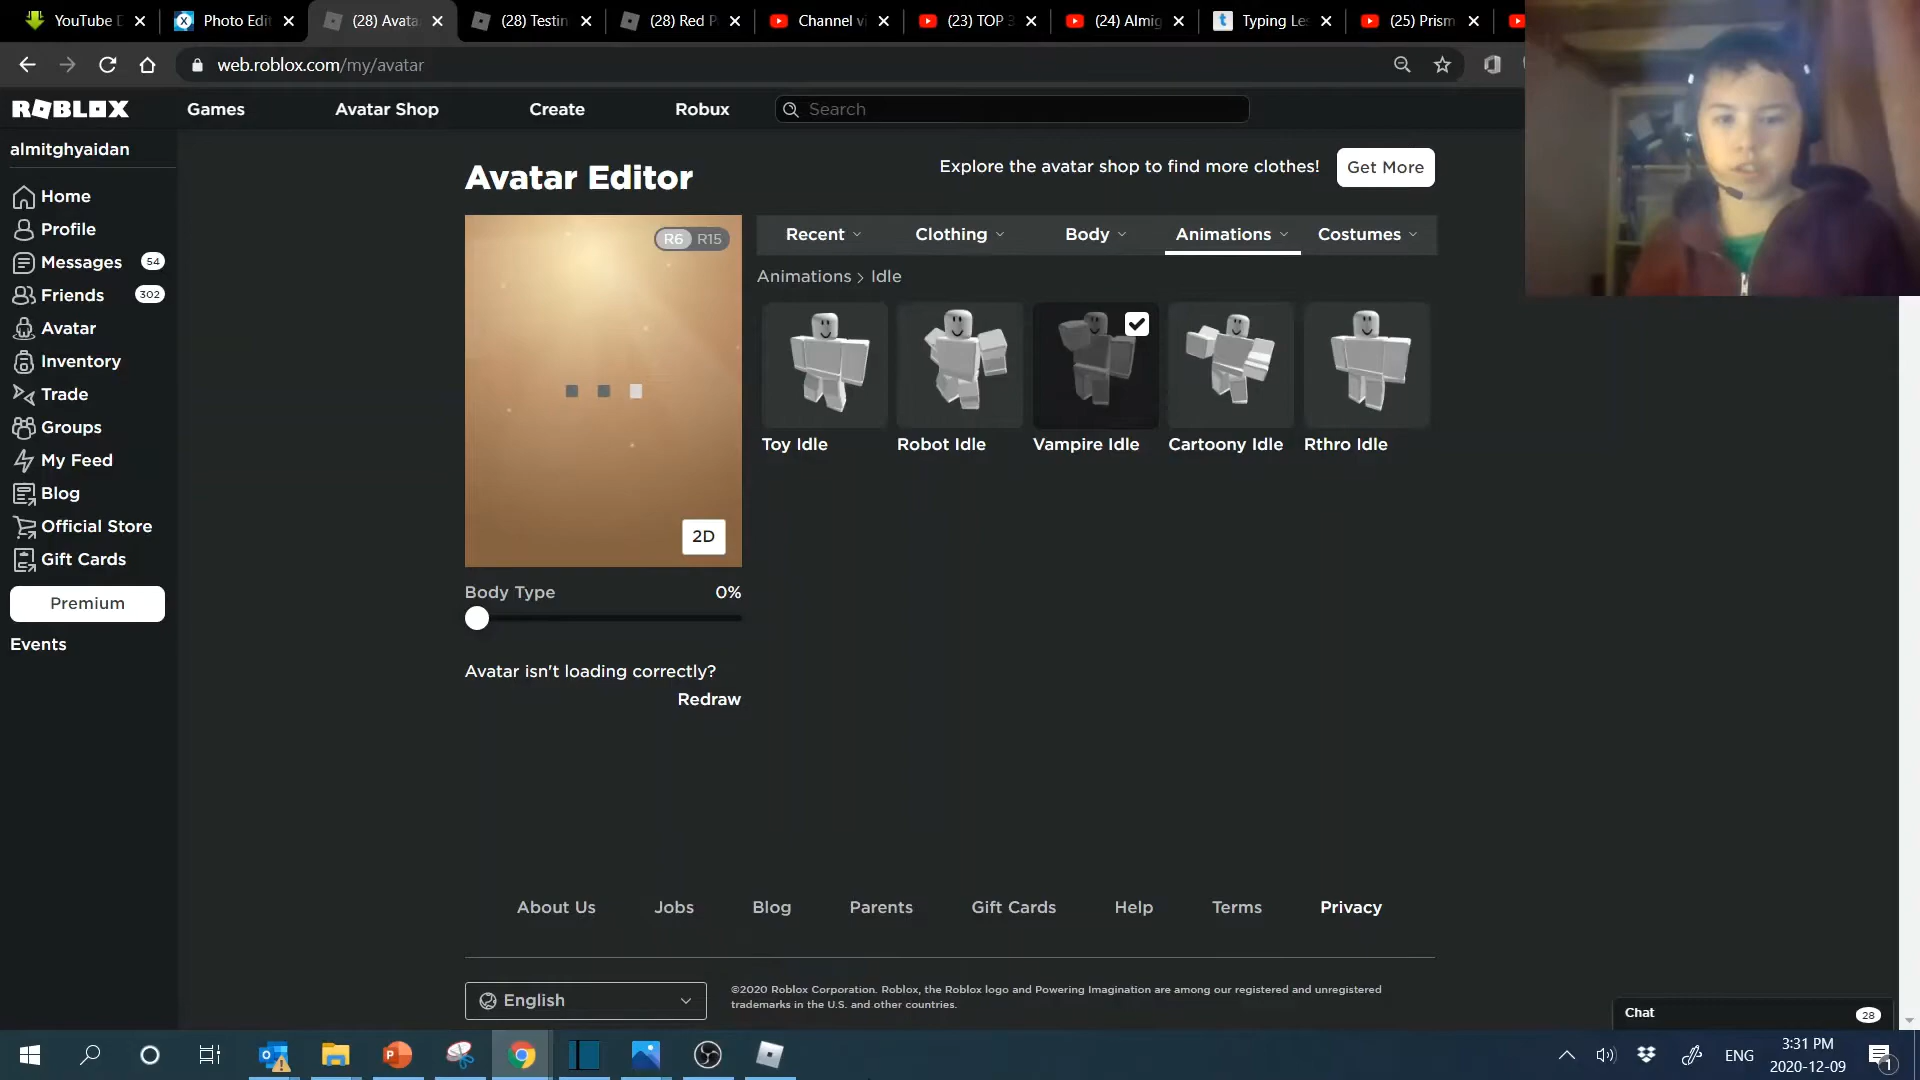 YouTube D
Photo Edit
(28) Avata
(28) Testin
(28) Red P
Channel vi
(23) TOP 3
(24) Almig
Typing Les
(25) Prism
web.roblox.com/my/avatar
ROBLOX
Games
Avatar Shop
Create
Robux
Search
almitghyaidan
Home
Profile
Messages 54
Friends 302
Avatar
Inventory
Trade
Groups
My Feed
Blog
Official Store
Gift Cards
Premium
Events
Avatar Editor
Explore the avatar shop to find more clothes!
Get More
R6 R15
2D
Body Type 0%
Avatar isn't loading correctly?
Redraw
Recent
Clothing
Body
Animations
Costumes
Animations > Idle
Toy Idle
Robot Idle
Vampire Idle
Cartoony Idle
Rthro Idle
About Us
Jobs
Blog
Parents
Gift Cards
Help
Terms
Privacy
English
©2020 Roblox Corporation. Roblox, the Roblox logo and Powering Imagination are among our registered and unregistered
trademarks in the U.S. and other countries.
Chat 28
ENG
3:31 PM
2020-12-09
1